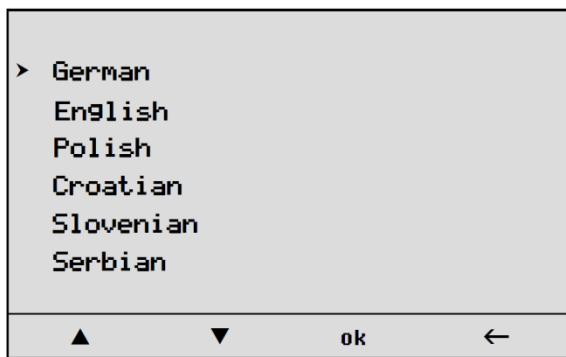 ➤ German
English
Polish
Croatian
Slovenian
Serbian
▲ ▼ ok ←